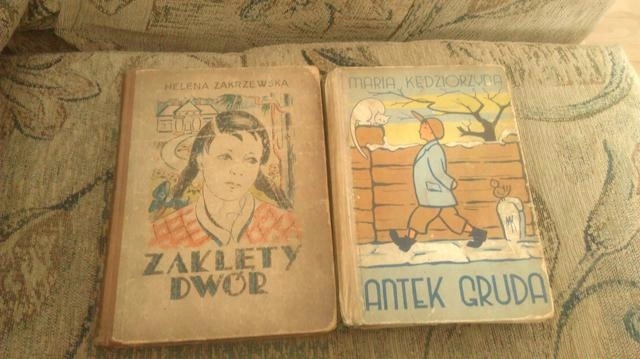 HELENA ZAKRZEWSKA
ZAKLĘTY
DWÓR
MARIA KĘDZIORZYNA
ANTEK GRUDA